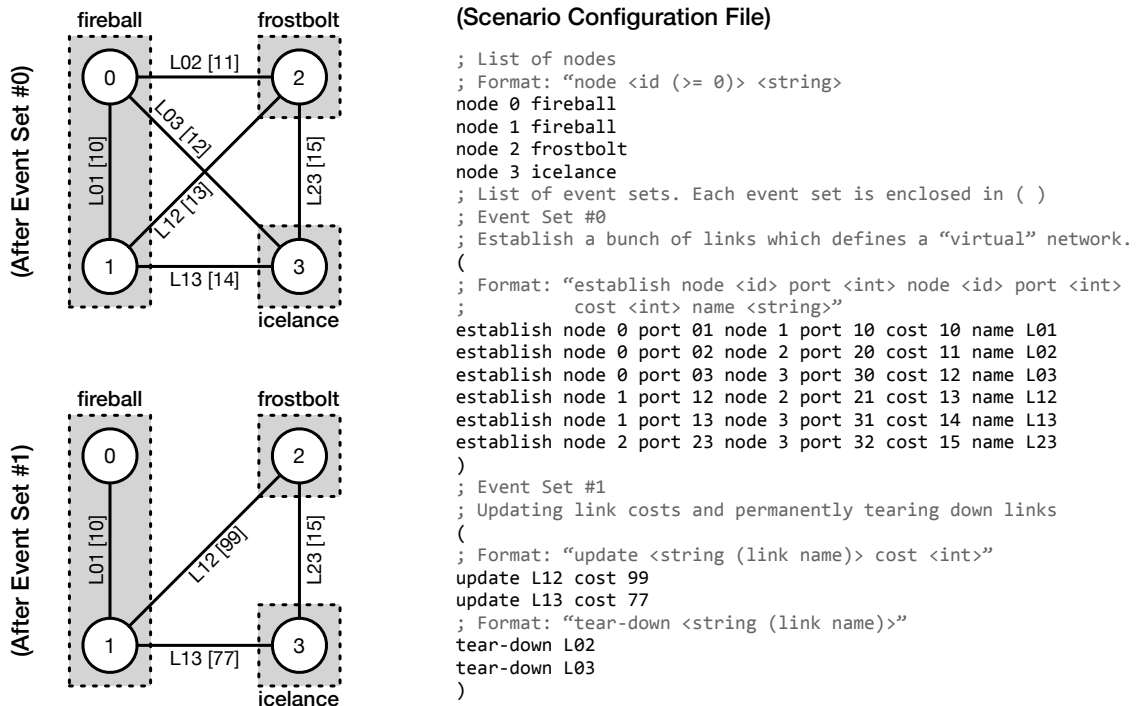 fireball
frostbolt
(After Event Set #0)
0
L02 [11]
2
L03 [12]
L01 [10]
L23 [15]
L12 [13]
1
L13 [14]
3
icelance
fireball
frostbolt
(After Event Set #1)
0
2
L01 [10]
L12 [99]
L23 [15]
1
L13 [77]
3
icelance
(Scenario Configuration File)
; List of nodes
; Format: “node <id (>= 0)> <string>
node 0 fireball
node 1 fireball
node 2 frostbolt
node 3 icelance
; List of event sets. Each event set is enclosed in ( )
; Event Set #0
; Establish a bunch of links which defines a “virtual” network.
(
; Format: “establish node <id> port <int> node <id> port <int>
; cost <int> name <string>”
establish node 0 port 01 node 1 port 10 cost 10 name L01
establish node 0 port 02 node 2 port 20 cost 11 name L02
establish node 0 port 03 node 3 port 30 cost 12 name L03
establish node 1 port 12 node 2 port 21 cost 13 name L12
establish node 1 port 13 node 3 port 31 cost 14 name L13
establish node 2 port 23 node 3 port 32 cost 15 name L23
)
; Event Set #1
; Updating link costs and permanently tearing down links
(
; Format: “update <string (link name)> cost <int>”
update L12 cost 99
update L13 cost 77
; Format: “tear-down <string (link name)>”
tear-down L02
tear-down L03
)